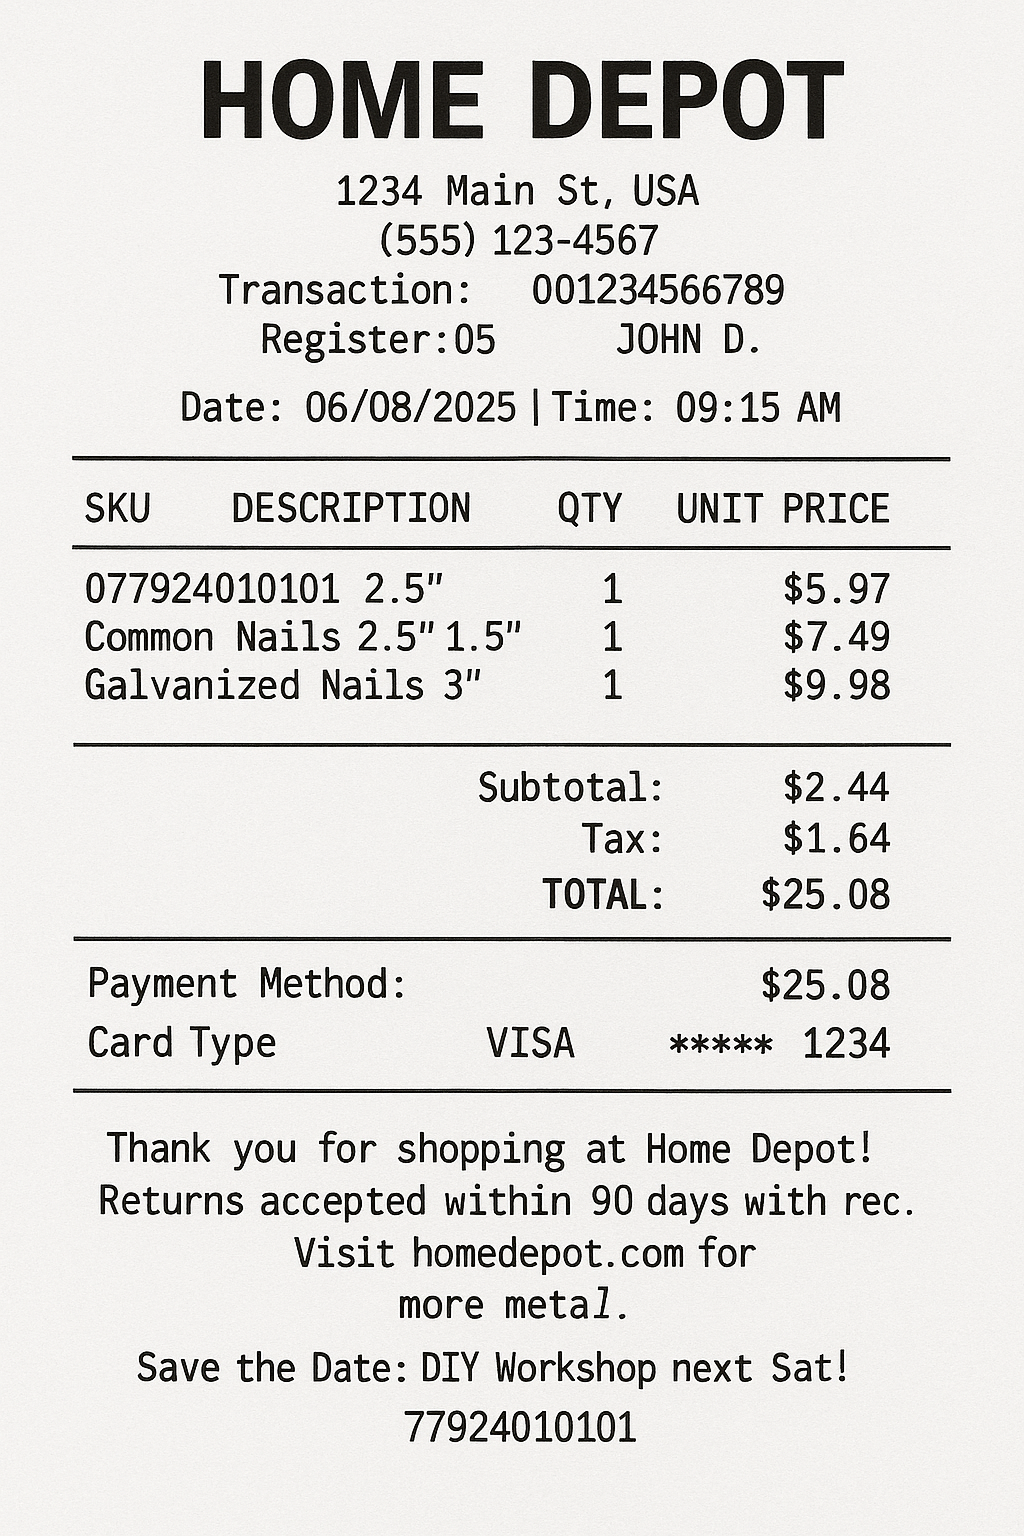 HOME DEPOT
1234 Main St, USA
(555) 123-4567
Transaction: 001234566789
Register:05 JOHN D.
Date: 06/08/2025 | Time: 09:15 AM
SKU DESCRIPTION QTY UNIT PRICE
077924010101 2.5" 1 $5.97
Common Nails 2.5" 1.5" 1 $7.49
Galvanized Nails 3" 1 $9.98
Subtotal: $2.44
Tax: $1.64
TOTAL: $25.08
Payment Method: $25.08
Card Type VISA ***** 1234
Thank you for shopping at Home Depot!
Returns accepted within 90 days with rec.
Visit homedepot.com for
more metal.
Save the Date: DIY Workshop next Sat!
77924010101